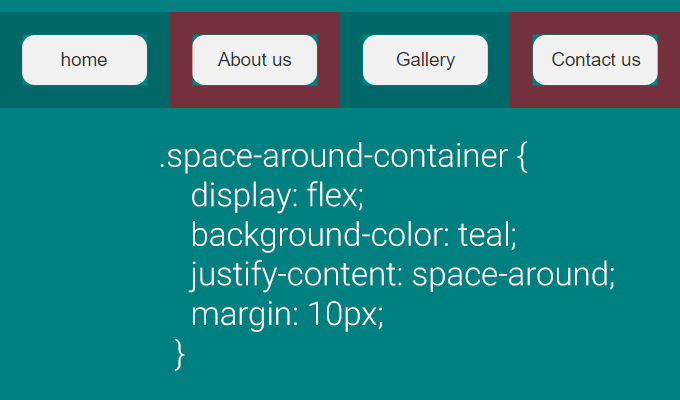 home
About us
Gallery
Contact us
.space-around-container {
display: flex;
background-color: teal;
justify-content: space-around;
margin: 10px;
}